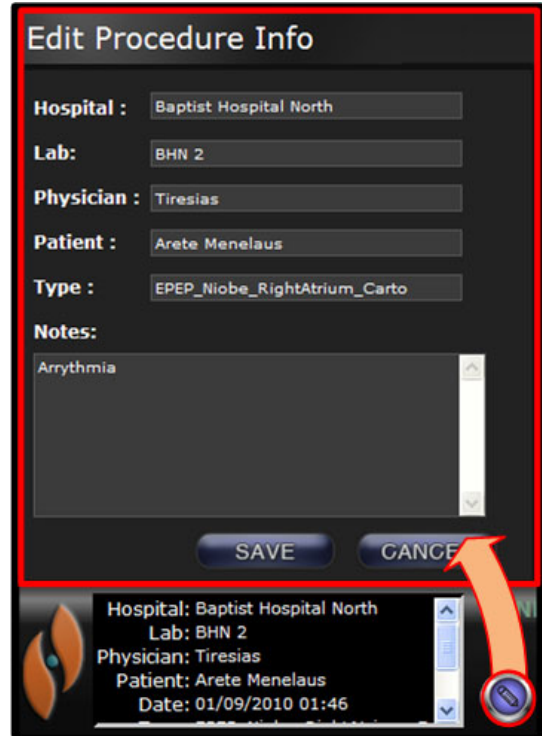 Edit Procedure Info
Hospital : Baptist Hospital North
Lab: BHN 2
Physician : Tiresias
Patient : Arete Menelaus
Type : EPEP_Niobe_RightAtrium_Carto
Notes:
Arrythmia
SAVE
Hospital: Baptist Hospital North
Lab: BHN 2
Physician: Tiresias
Patient: Arete Menelaus
Date: 01/09/2010 01:46